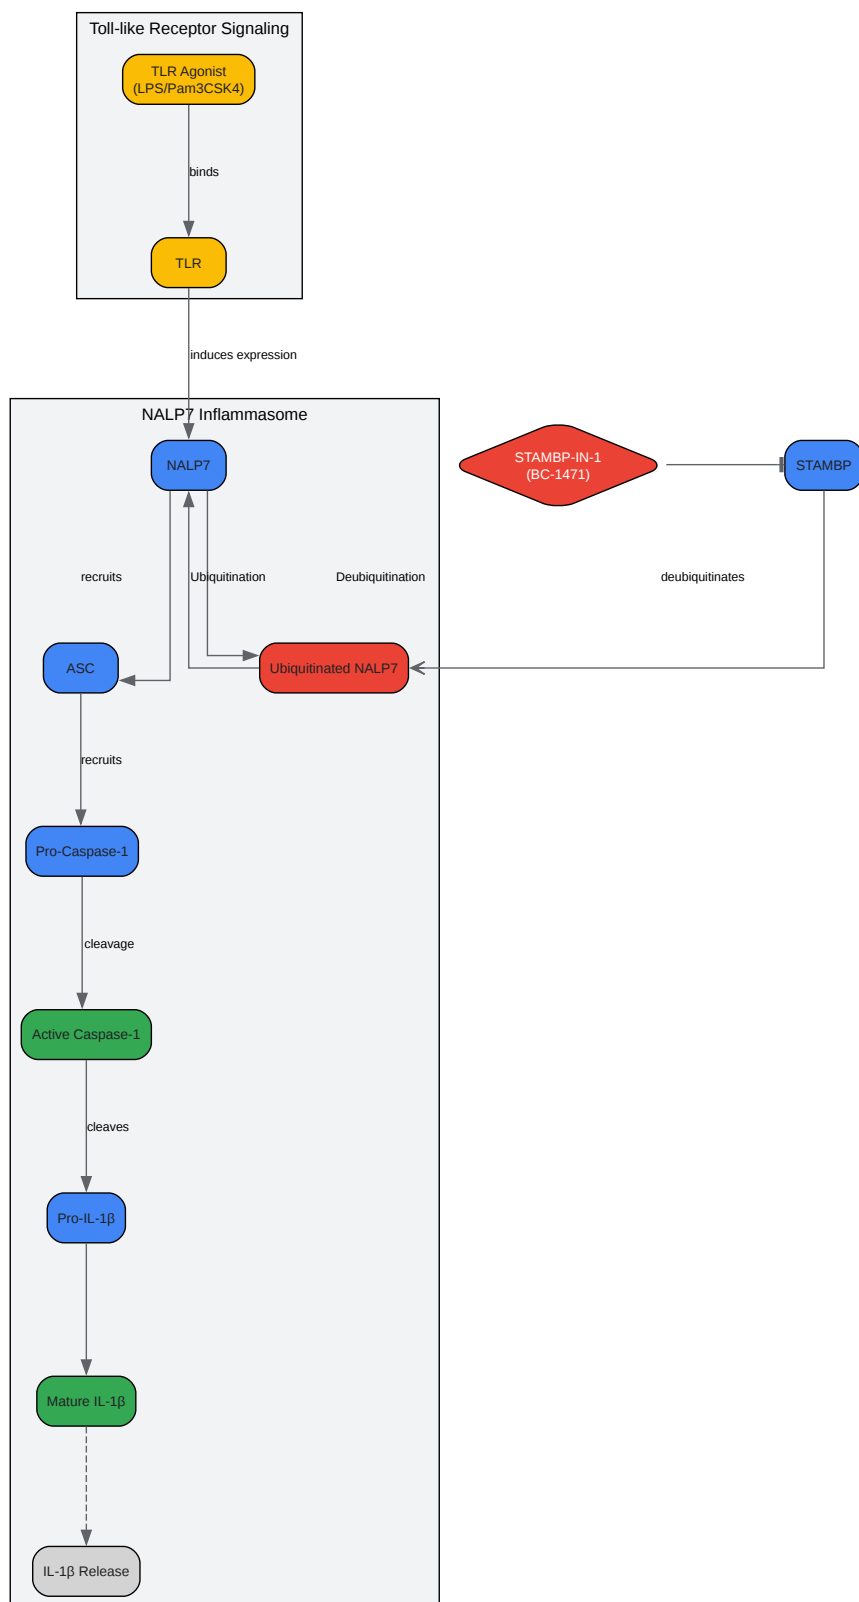 Toll-like Receptor Signaling
TLR Agonist
(LPS/Pam3CSK4)
binds
TLR
induces expression
NALP7 Inflammasome
NALP7
STAMBP-IN-1
(BC-1471)
STAMBP
recruits
Ubiquitination
Deubiquitination
deubiquitinates
ASC
Ubiquitinated NALP7
recruits
Pro-Caspase-1
cleavage
Active Caspase-1
cleaves
Pro-IL-1β
Mature IL-1β
IL-1β Release